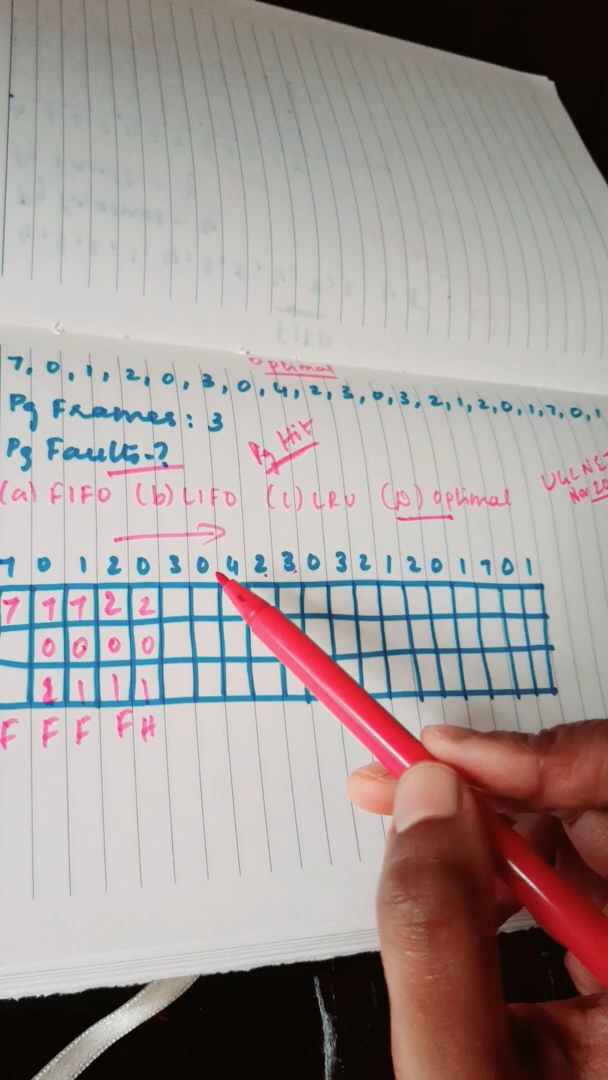 Optimal
7, 0, 1, 2, 0, 3, 0, 4, 2, 3, 0, 3, 2, 1, 2, 0, 1, 7, 0, 1
Pg Frames: 3
Pg Hit
Pg Faults-?
(a) FIFO (b) LIFO (c) LRU (D) Optimal
7 0 1 2 0 3 0 4 2 3 0 3 2 1 2 0 1 7 0 1
7 7 7 2 2
0 0 0 0
1 1 1 1
F F F F H